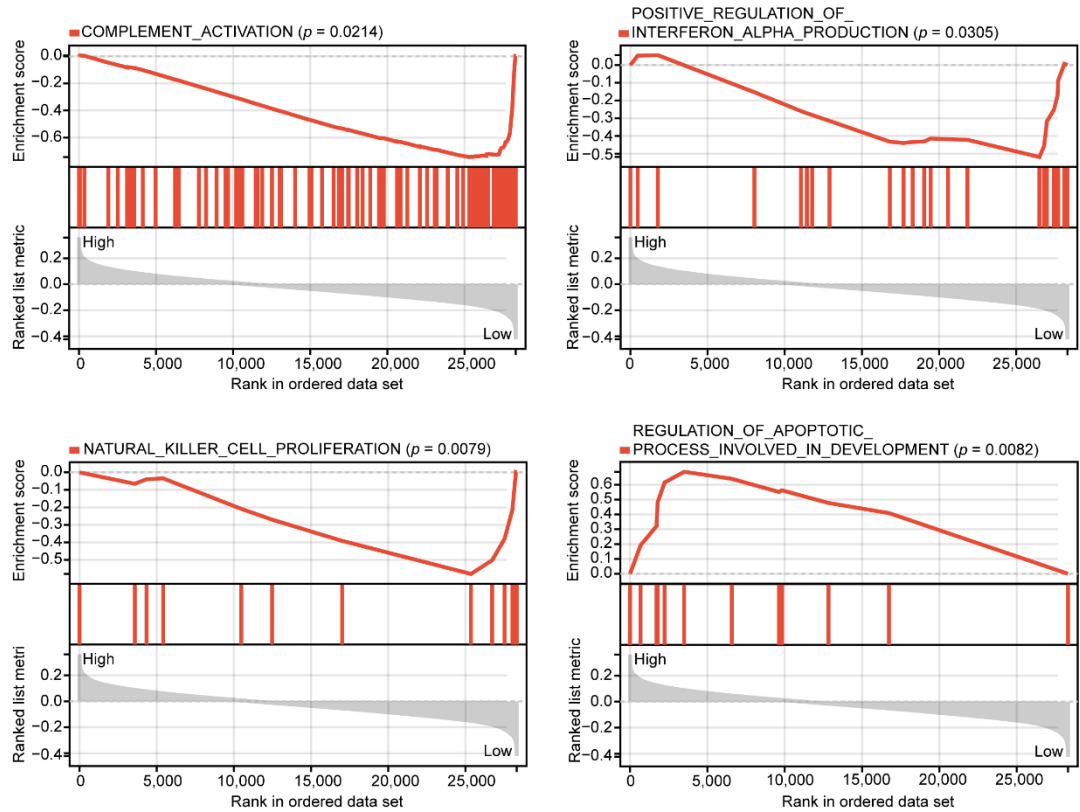 COMPLEMENT_ACTIVATION (p = 0.0214)
Enrichment score
0.0
−0.2
−0.4
−0.6
Ranked list metric
High
0.2
0.0
−0.2
−0.4
Low
0 5,000 10,000 15,000 20,000 25,000
Rank in ordered data set
POSITIVE_REGULATION_OF_
INTERFERON_ALPHA_PRODUCTION (p = 0.0305)
Enrichment score
0.0
−0.1
−0.2
−0.3
−0.4
−0.5
Ranked list metric
High
0.2
0.0
−0.2
−0.4
Low
0 5,000 10,000 15,000 20,000 25,000
Rank in ordered data set
NATURAL_KILLER_CELL_PROLIFERATION (p = 0.0079)
Enrichment score
0.0
−0.1
−0.2
−0.3
−0.4
−0.5
Ranked list metri
High
0.2
0.0
−0.2
−0.4
Low
0 5,000 10,000 15,000 20,000 25,000
Rank in ordered data set
REGULATION_OF_APOPTOTIC_
PROCESS_INVOLVED_IN_DEVELOPMENT (p = 0.0082)
Enrichment score
0.6
0.5
0.4
0.3
0.2
0.1
0.0
Ranked list metric
High
0.2
0.0
−0.2
−0.4
Low
0 5,000 10,000 15,000 20,000 25,000
Rank in ordered data set